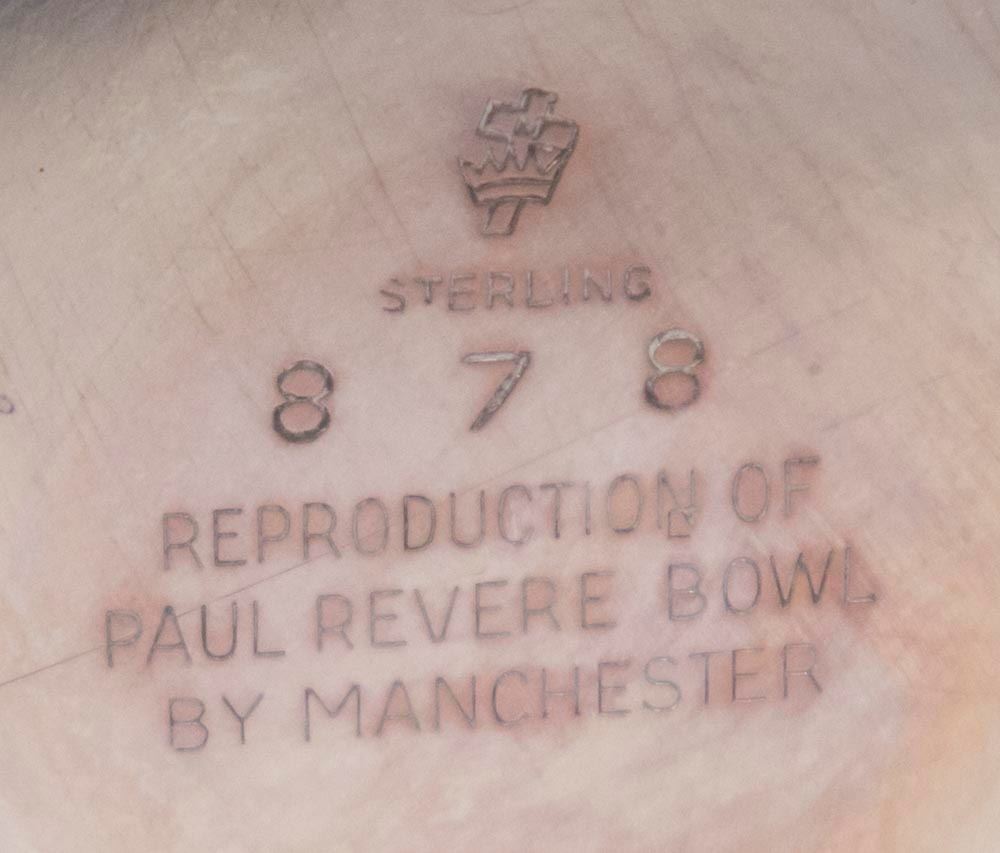 M
STERLING
8 7 8
REPRODUCTION OF
PAUL REVERE BOWL
BY MANCHESTER